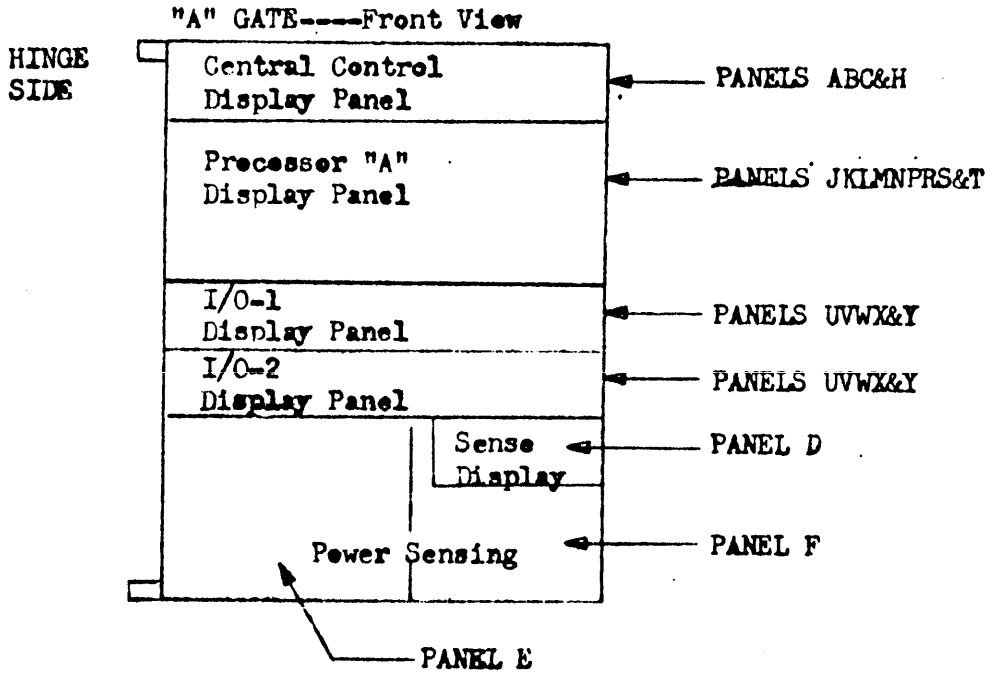 "A" GATE----Front View
HINGE
SIDE
Central Control
Display Panel
PANELS ABC&H
Processor "A"
Display Panel
PANELS JKLMNPRS&T
I/O-1
Display Panel
PANELS UVWX&Y
I/O-2
Display Panel
PANELS UVWX&Y
Sense
Display
PANEL D
Power Sensing
PANEL F
PANEL E